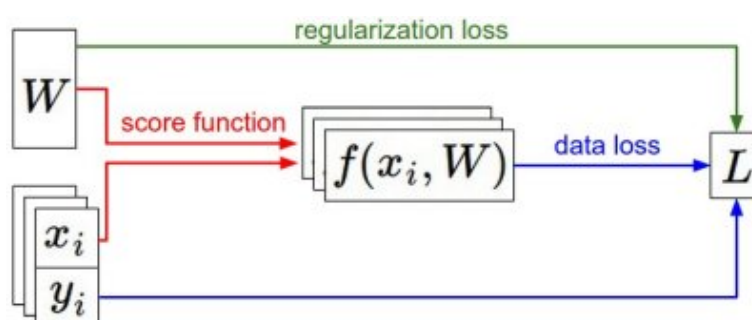 regularization loss
W
score function
f(x_i, W)
data loss
L
x_i
y_i